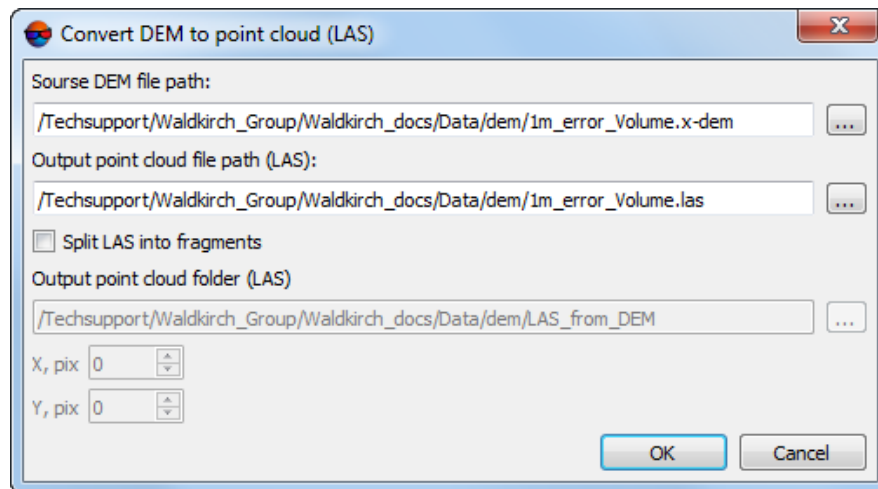 Convert DEM to point cloud (LAS)
Sourse DEM file path:
/Techsupport/Waldkirch_Group/Waldkirch_docs/Data/dem/1m_error_Volume.x-dem
...
Output point cloud file path (LAS):
/Techsupport/Waldkirch_Group/Waldkirch_docs/Data/dem/1m_error_Volume.las
...
Split LAS into fragments
Output point cloud folder (LAS)
/Techsupport/Waldkirch_Group/Waldkirch_docs/Data/dem/LAS_from_DEM
...
X, pix 0
Y, pix 0
OK Cancel